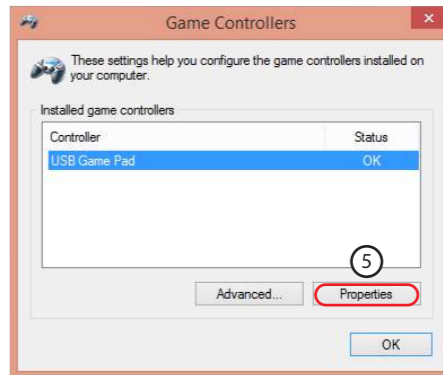 Game Controllers
These settings help you configure the game controllers installed on
your computer.
Installed game controllers
Controller Status
USB Game Pad OK
5
Advanced... Properties
OK